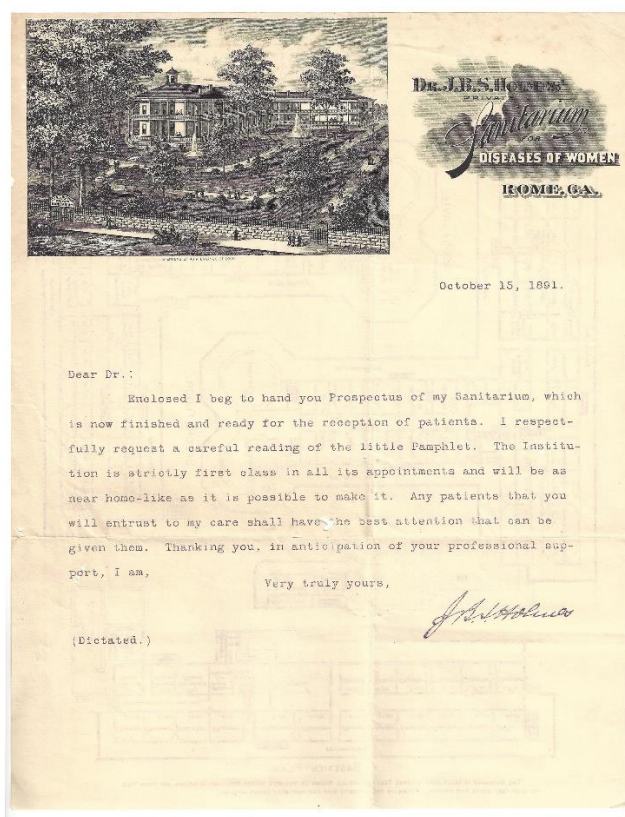 DR. J.B.S. HOLMES'
PRIVATE
Sanitarium
FOR
DISEASES OF WOMEN
ROME, GA.
October 15, 1891.
Dear Dr.:
Enclosed I beg to hand you Prospectus of my Sanitarium, which
is now finished and ready for the reception of patients. I respect-
fully request a careful reading of the little Pamphlet. The Institu-
tion is strictly first class in all its appointments and will be as
near home-like as it is possible to make it. Any patients that you
will entrust to my care shall have the best attention that can be
given them. Thanking you, in anticipation of your professional sup-
port, I am,
Very truly yours,
J B S Holmes
(Dictated.)